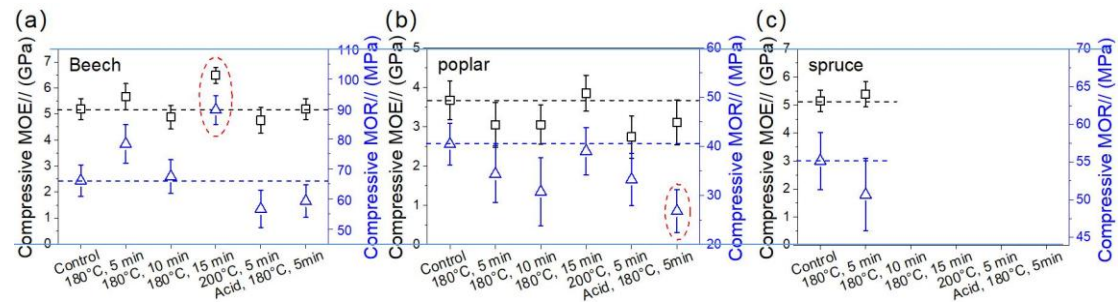 (a)
Compressive MOE// (GPa)
7
6
5
4
3
2
1
0
Beech
110
100
90
80
70
60
50
Compressive MOR// (MPa)
Control
180°C, 5 min
180°C, 10 min
180°C, 15 min
200°C, 5 min
Acid, 180°C, 5min
(b)
Compressive MOE// (GPa)
5
4
3
2
1
0
poplar
60
50
40
30
20
Compressive MOR// (MPa)
Control
180°C, 5 min
180°C, 10 min
180°C, 15 min
200°C, 5 min
Acid, 180°C, 5min
(c)
Compressive MOE// (GPa)
7
6
5
4
3
2
1
0
spruce
70
65
60
55
50
45
Compressive MOR// (MPa)
Control
180°C, 5 min
180°C, 10 min
180°C, 15 min
200°C, 5 min
Acid, 180°C, 5min